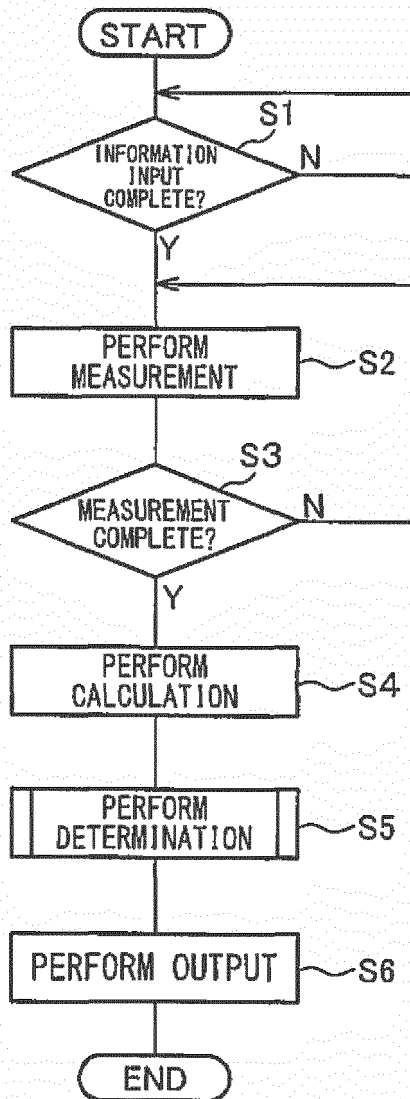 START
S1
INFORMATION
INPUT
COMPLETE?
N
Y
PERFORM
MEASUREMENT
S2
S3
MEASUREMENT
COMPLETE?
N
Y
PERFORM
CALCULATION
S4
PERFORM
DETERMINATION
S5
PERFORM OUTPUT
S6
END